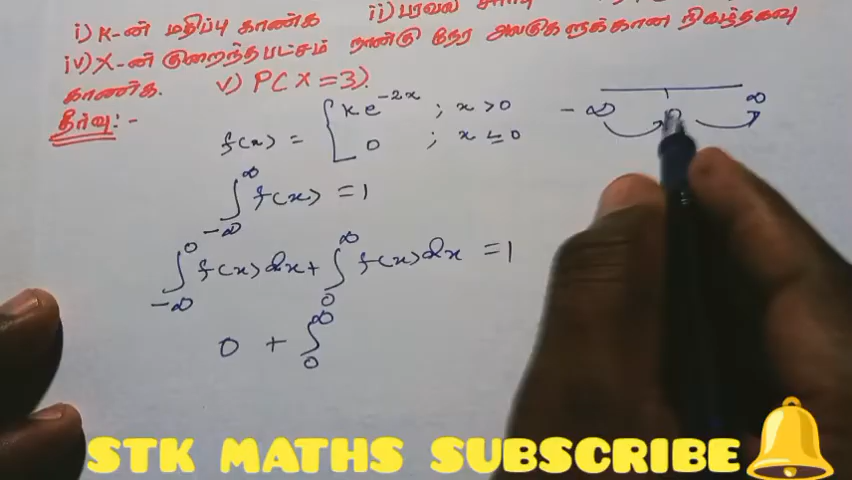 i) K-ன் மதிப்பு காண்க ii) பரவல்
iv) X-ன் குறைந்தபட்சம் நான்கு நேர அலகுகளுக்கான நிகழ்தகவு
காண்க. v) P(X = 3).
தீர்வு:-
f(x) = { k e^{-2x} ; x > 0
0 ; x ≤ 0
-∞ 0 ∞
∫_{-∞}^{∞} f(x) = 1
∫_{-∞}^{0} f(x) dx + ∫_{0}^{∞} f(x) dx = 1
0 + ∫_{0}^{∞}
STK MATHS SUBSCRIBE